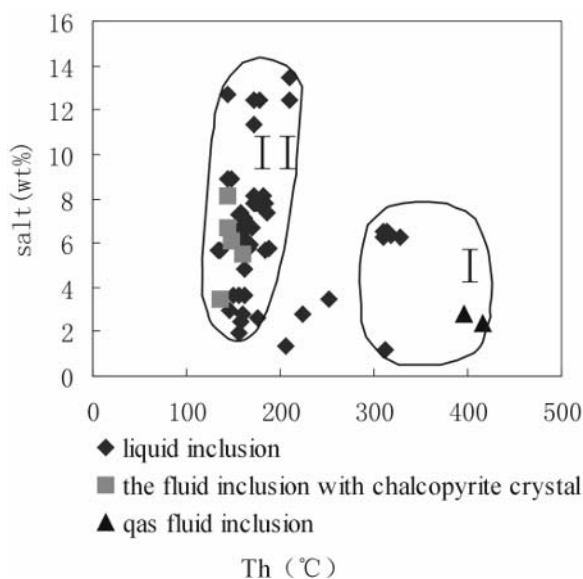 16
14
12
10
8
6
4
2
0
salt(wt%)
II
I
0 100 200 300 400 500
liquid inclusion
the fluid inclusion with chalcopyrite crystal
qas fluid inclusion
Th (℃)